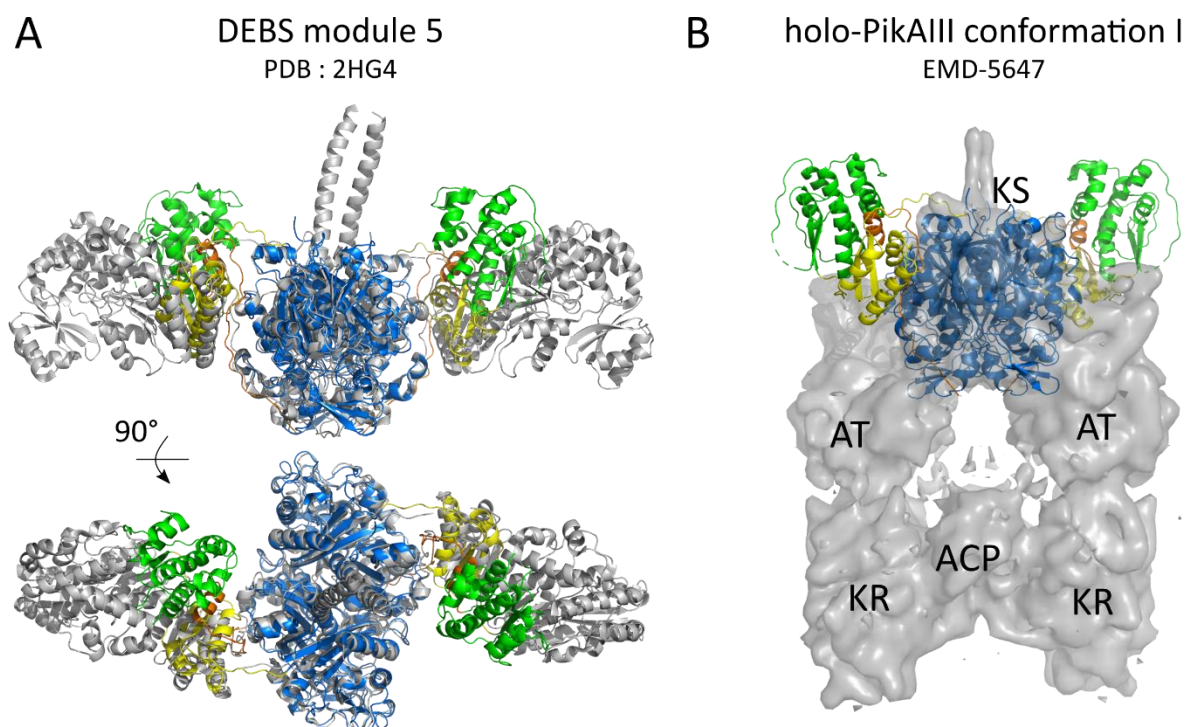 A
DEBS module 5
PDB : 2HG4
90°
B
holo-PikAIII conformation I
EMD-5647
KS
AT
AT
ACP
KR
KR